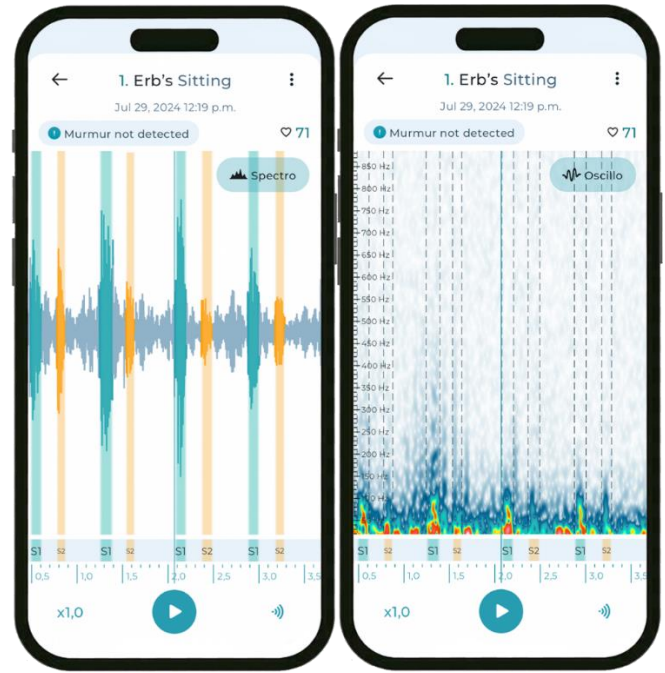 1. Erb's Sitting
Jul 29, 2024 12:19 p.m.
Murmur not detected
71
Spectro
S1 S2 S1 S2 S1 S2 S1 S2
0,5 1,0 1,5 2,0 2,5 3,0 3,5
x1,0
1. Erb's Sitting
Jul 29, 2024 12:19 p.m.
Murmur not detected
71
Oscillo
850 Hz
800 Hz
750 Hz
700 Hz
650 Hz
600 Hz
550 Hz
500 Hz
450 Hz
400 Hz
350 Hz
300 Hz
250 Hz
200 Hz
150 Hz
S1 S2 S1 S2 S1 S2 S1 S2
0,5 1,0 1,5 2,0 2,5 3,0 3,5
x1,0